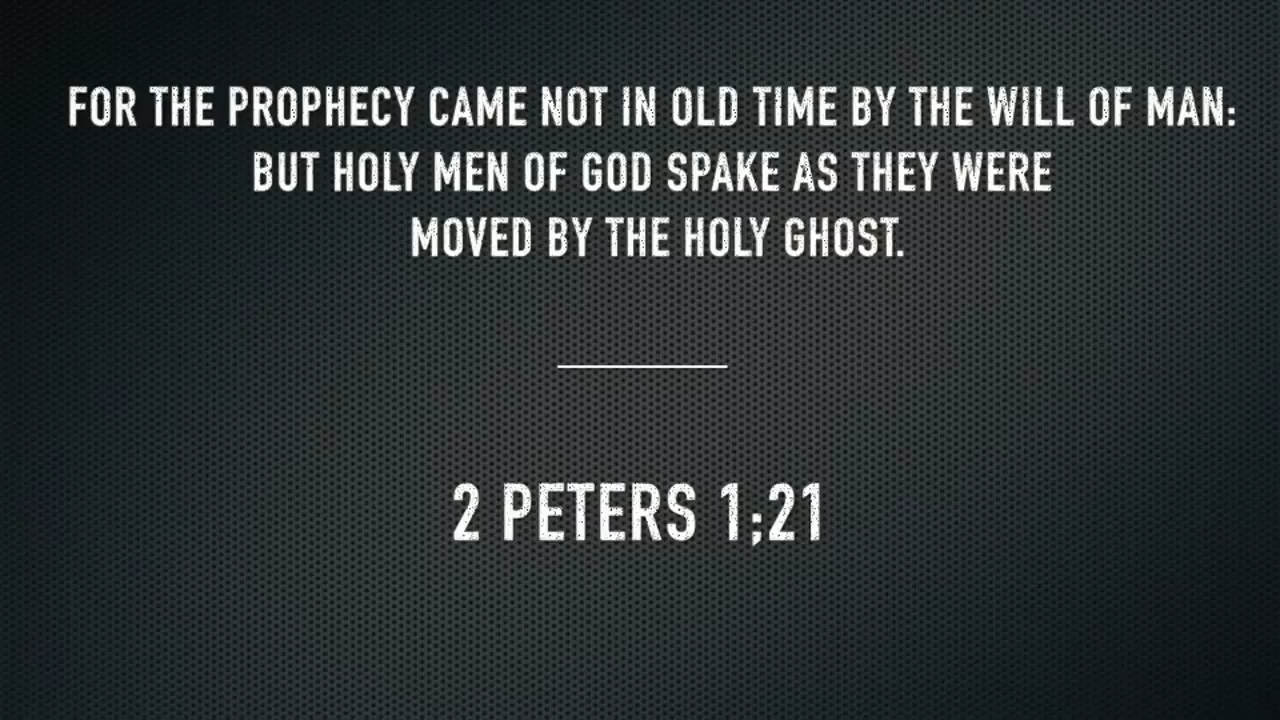 FOR THE PROPHECY CAME NOT IN OLD TIME BY THE WILL OF MAN:
BUT HOLY MEN OF GOD SPAKE AS THEY WERE
MOVED BY THE HOLY GHOST.
2 PETERS 1;21